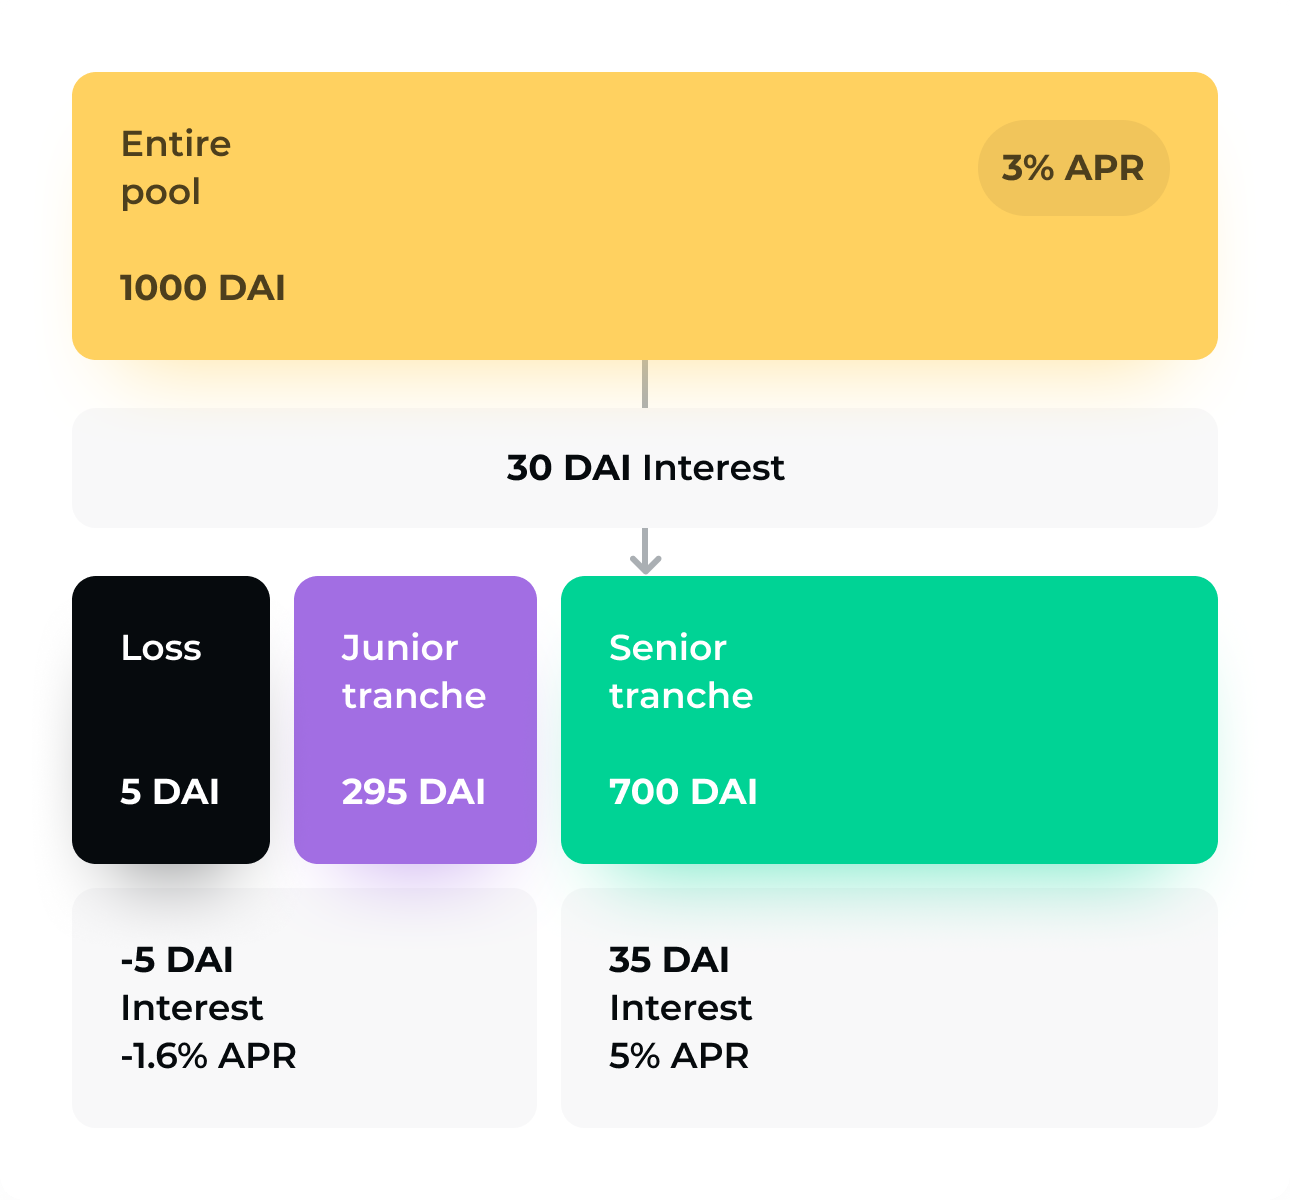 Entire
pool
3% APR
1000 DAI
30 DAI Interest
Loss
5 DAI
Junior
tranche
295 DAI
Senior
tranche
700 DAI
-5 DAI
Interest
-1.6% APR
35 DAI
Interest
5% APR